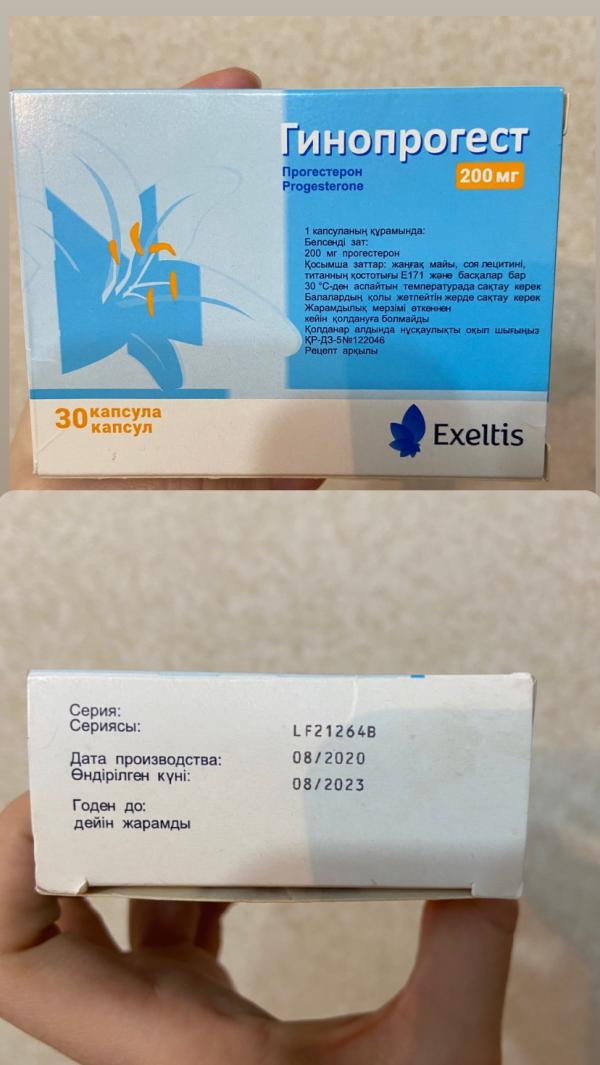 Гинопрогест
Прогестерон
Progesterone
200 мг
1 капсуланың құрамында:
Белсенді зат:
200 мг прогестерон
Қосымша заттар: жаңғақ майы, соя лецитині,
титанның қостотығы Е171 және басқалар бар
30 °С-ден аспайтын температурада сақтау керек
Балалардың қолы жетпейтін жерде сақтау керек
Жарамдылық мерзімі өткеннен
кейін қолдануға болмайды
Қолданар алдында нұсқаулықты оқып шығыңыз
ҚР-ДЗ-5№122046
Рецепт арқылы
30 капсула
капсул
Exeltis
Серия:
Сериясы:
LF21264B
Дата производства:
08/2020
Өндірілген күні:
08/2023
Годен до:
дейін жарамды